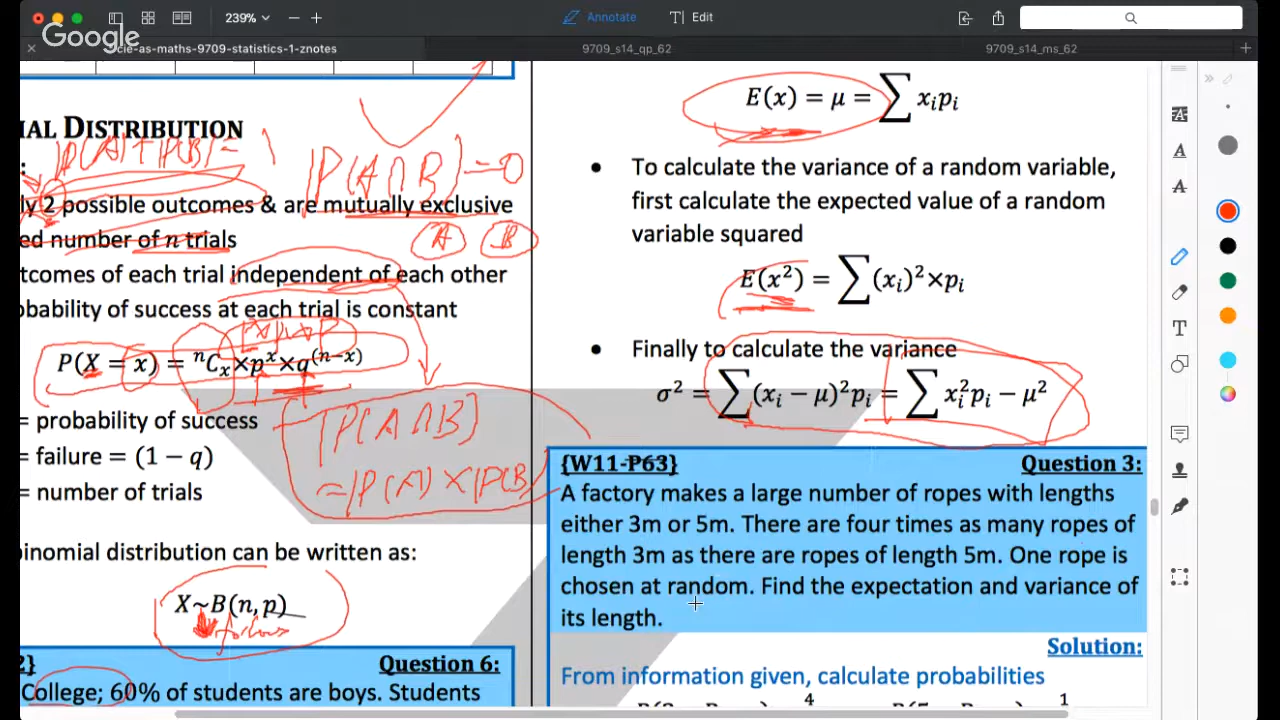 239%
Annotate
Edit
Google
cie-as-maths-9709-statistics-1-znotes
9709_s14_qp_62
9709_s14_ms_62
IAL DISTRIBUTION
P(A)+P(B)=1
P(A∩B)=0
ly 2 possible outcomes & are mutually exclusive
ed number of n trials
A B
tcomes of each trial independent of each other
obability of success at each trial is constant
P(X = x) = ⁿCₓ×pˣ×q⁽ⁿ⁻ˣ⁾
= probability of success
P(A∩B)
= failure = (1 − q)
=P(A)×P(B)
= number of trials
binomial distribution can be written as:
X~B(n,p)
follows
2}
Question 6:
College; 60% of students are boys. Students
E(x) = μ = ∑ xᵢpᵢ
• To calculate the variance of a random variable,
first calculate the expected value of a random
variable squared
E(x²) = ∑(xᵢ)²×pᵢ
• Finally to calculate the variance
σ² = ∑(xᵢ − μ)²pᵢ = ∑ xᵢ²pᵢ − μ²
{W11-P63}
Question 3:
A factory makes a large number of ropes with lengths
either 3m or 5m. There are four times as many ropes of
length 3m as there are ropes of length 5m. One rope is
chosen at random. Find the expectation and variance of
its length.
Solution:
From information given, calculate probabilities
4
1